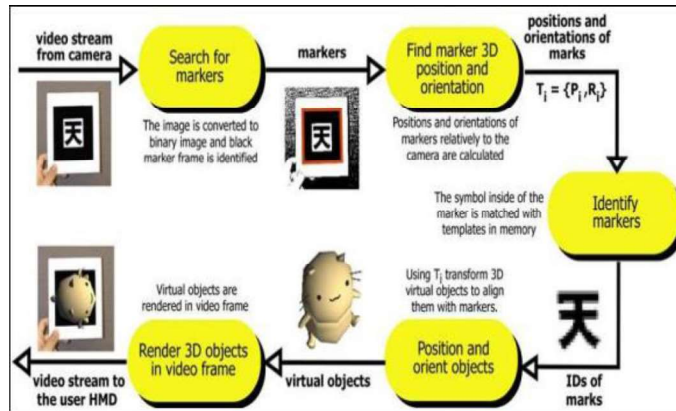 video stream
from camera
Search for
markers
The image is converted to
binary image and black
marker frame is identified
天
markers
天
Find marker 3D
position and
orientation
Positions and orientations of
markers relatively to the
camera are calculated
positions and
orientations of
marks
Tᵢ = {Pᵢ ,Rᵢ}
The symbol inside of the
marker is matched with
templates in memory
Identify
markers
天
IDs of
marks
Using Tᵢ transform 3D
virtual objects to align
them with markers.
Position and
orient objects
virtual objects
Virtual objects are
rendered in video frame
Render 3D objects
in video frame
video stream to
the user HMD